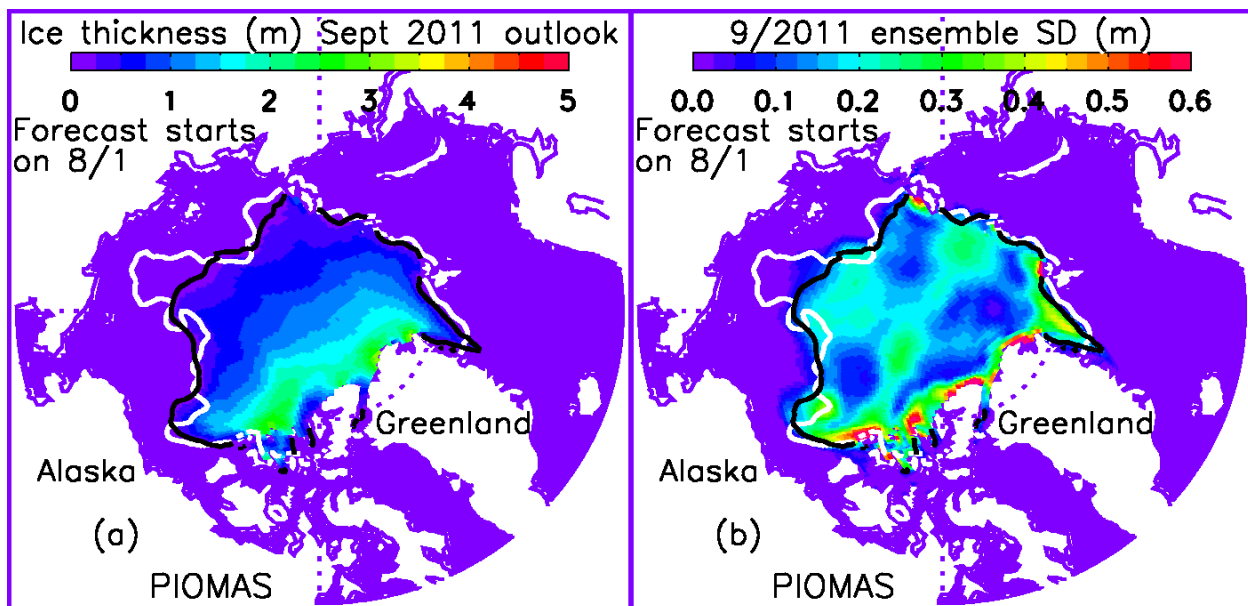 Ice thickness (m) Sept 2011 outlook
0 1 2 3 4 5
Forecast starts
on 8/1
Greenland
Alaska
(a)
PIOMAS
9/2011 ensemble SD (m)
0.0 0.1 0.2 0.3 0.4 0.5 0.6
Forecast starts
on 8/1
Greenland
Alaska
(b)
PIOMAS